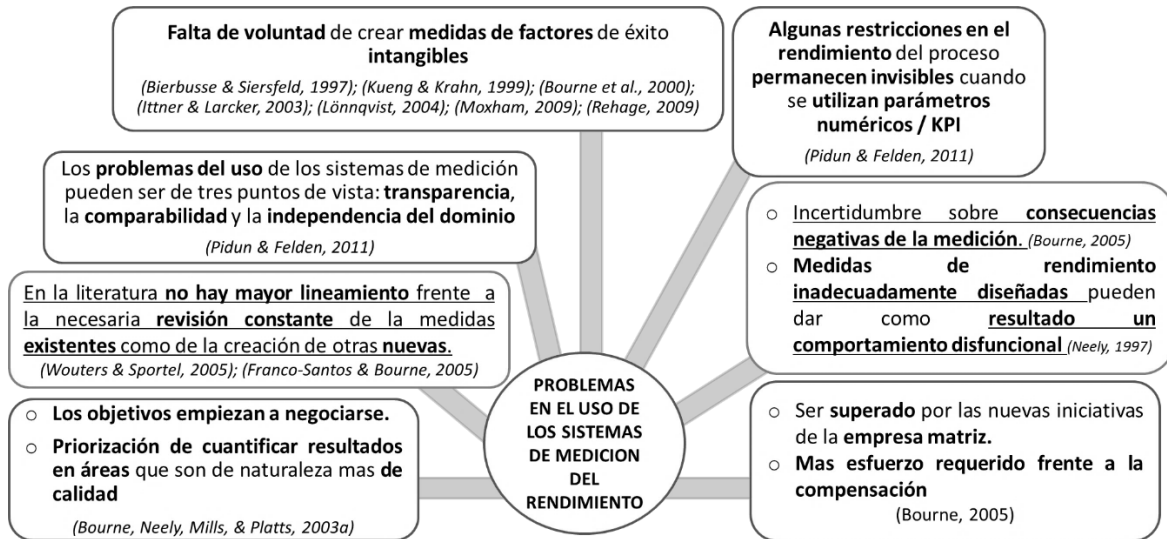 Falta de voluntad de crear medidas de factores de éxito
intangibles
(Bierbusse & Siersfeld, 1997); (Kueng & Krahn, 1999); (Bourne et al., 2000);
(Ittner & Larcker, 2003); (Lönnqvist, 2004); (Moxham, 2009); (Rehage, 2009)
Algunas restricciones en el
rendimiento del proceso
permanecen invisibles cuando
se utilizan parámetros
numéricos / KPI
(Pidun & Felden, 2011)
Los problemas del uso de los sistemas de medición
pueden ser de tres puntos de vista: transparencia,
la comparabilidad y la independencia del dominio
(Pidun & Felden, 2011)
○ Incertidumbre sobre consecuencias
negativas de la medición. (Bourne, 2005)
○ Medidas de rendimiento
inadecuadamente diseñadas pueden
dar como resultado un
comportamiento disfuncional (Neely, 1997)
En la literatura no hay mayor lineamiento frente a
la necesaria revisión constante de la medidas
existentes como de la creación de otras nuevas.
(Wouters & Sportel, 2005); (Franco-Santos & Bourne, 2005)
○ Los objetivos empiezan a negociarse.
○ Priorización de cuantificar resultados
en áreas que son de naturaleza mas de
calidad
(Bourne, Neely, Mills, & Platts, 2003a)
PROBLEMAS
EN EL USO DE
LOS SISTEMAS
DE MEDICION
DEL
RENDIMIENTO
○ Ser superado por las nuevas iniciativas
de la empresa matriz.
○ Mas esfuerzo requerido frente a la
compensación
(Bourne, 2005)